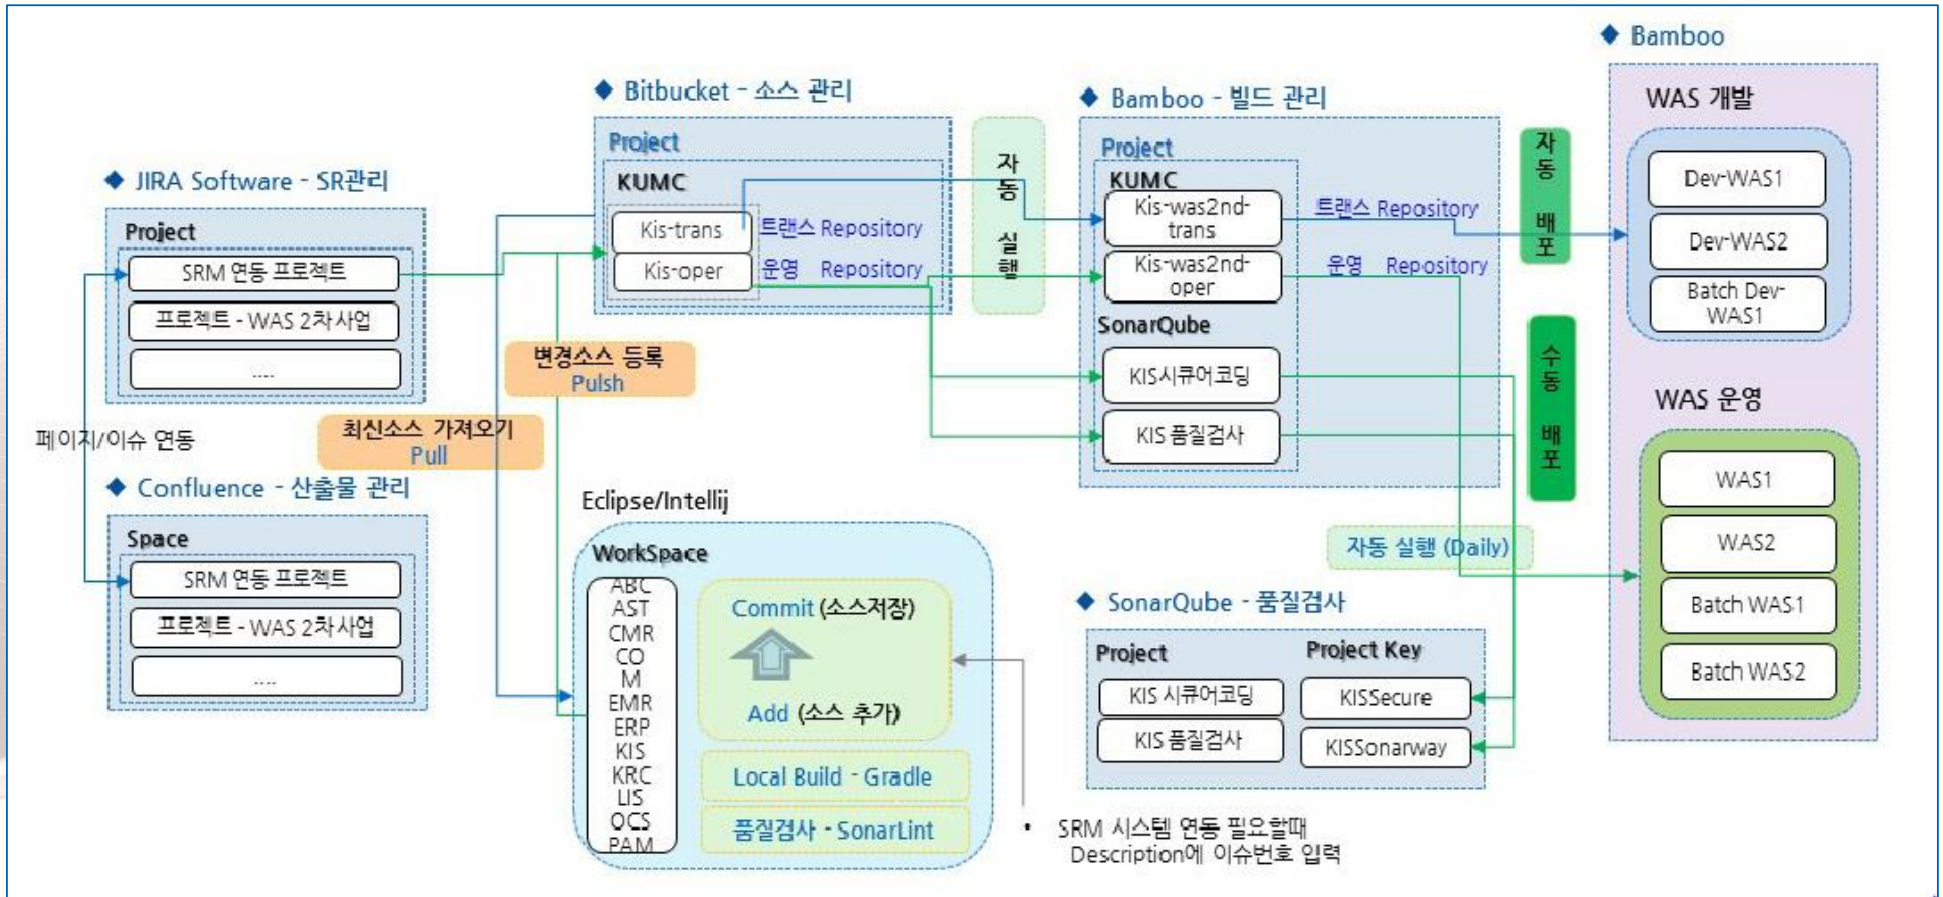 ◆ JIRA Software - SR관리
Project
SRM 연동 프로젝트
프로젝트 - WAS 2차사업
....
페이지/이슈 연동
◆ Confluence - 산출물 관리
Space
SRM 연동 프로젝트
프로젝트 - WAS 2차사업
....
최신소스 가져오기
Pull
변경소스 등록
Pulsh
◆ Bitbucket - 소스 관리
Project
KUMC
Kis-trans
트랜스 Repository
Kis-oper
운영 Repository
자동 실행
Eclipse/Intellij
WorkSpace
ABC
AST
CMR
CO
M
EMR
ERP
KIS
KRC
LIS
OCS
PAM
Commit (소스저장)
Add (소스 추가)
Local Build - Gradle
품질검사 - SonarLint
◆ Bamboo - 빌드 관리
Project
KUMC
Kis-was2nd-
trans
트랜스 Repository
Kis-was2nd-
oper
운영 Repository
SonarQube
KIS시큐어코딩
KIS 품질검사
자동 배포
수동 배포
자동 실행 (Daily)
◆ SonarQube - 품질검사
Project
Project Key
KIS 시큐어코딩
KISSecure
KIS 품질검사
KISSonarway
• SRM 시스템 연동 필요할때
Description에 이슈번호 입력
◆ Bamboo
WAS 개발
Dev-WAS1
Dev-WAS2
Batch Dev-
WAS1
WAS 운영
WAS1
WAS2
Batch WAS1
Batch WAS2